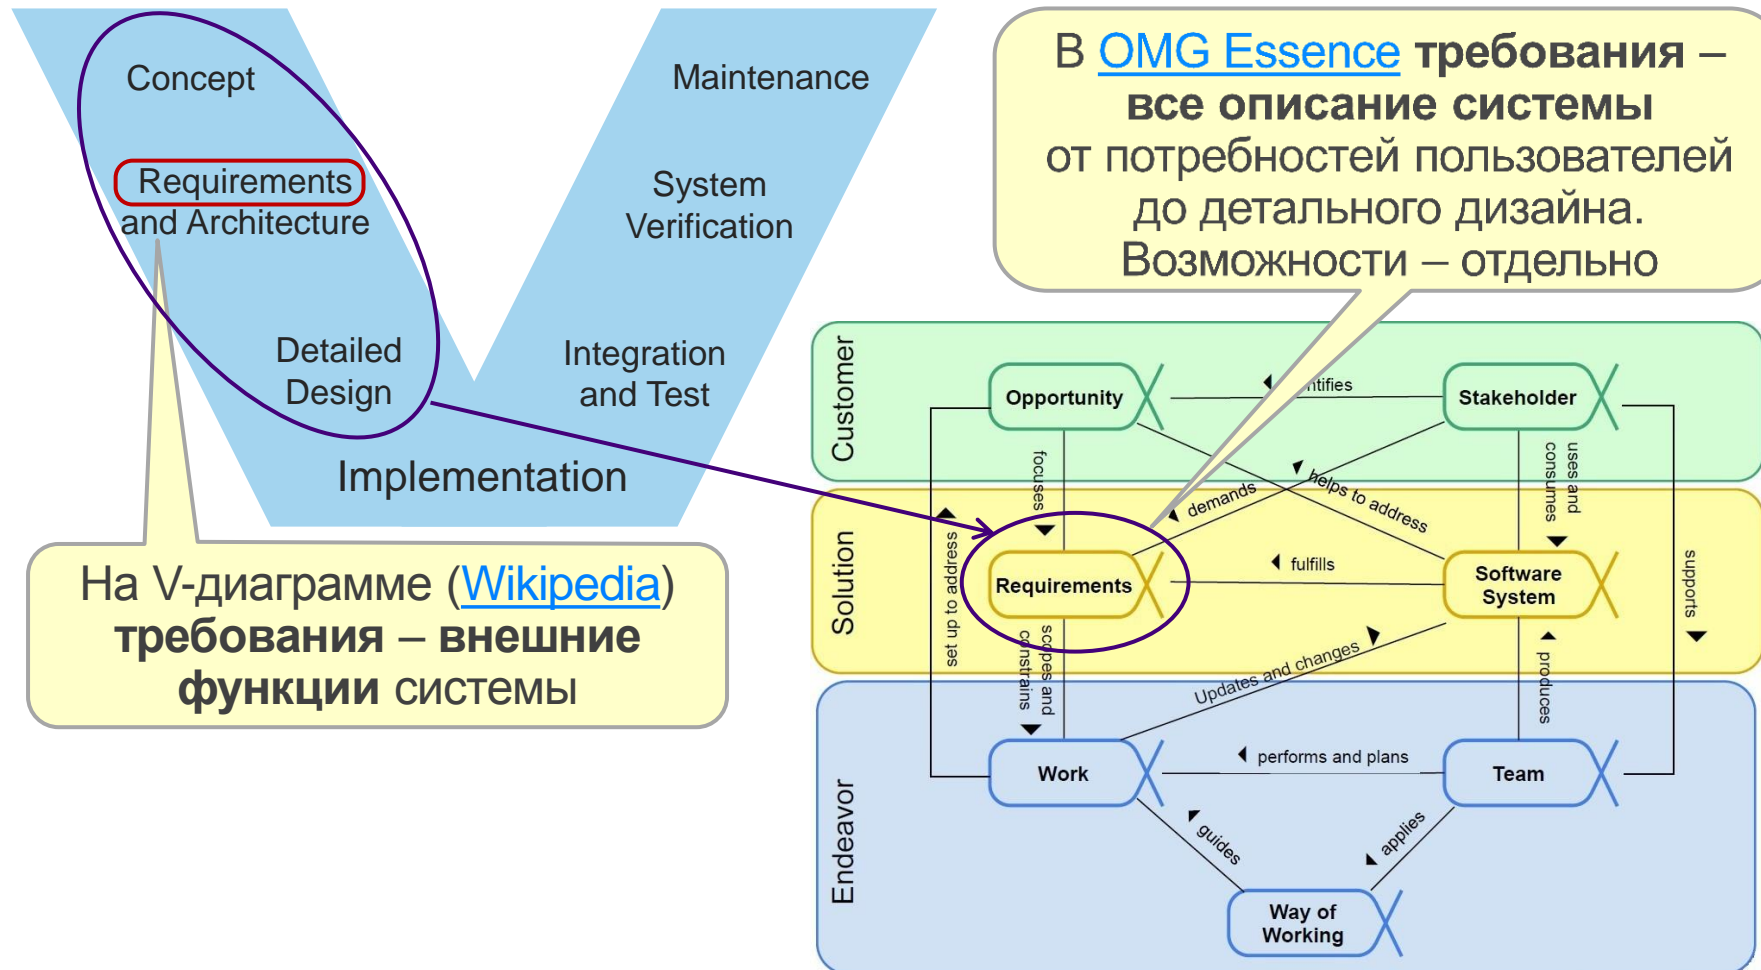 Concept
Requirements
and Architecture
Detailed
Design
Implementation
Integration
and Test
System
Verification
Maintenance
На V-диаграмме (Wikipedia)
требования – внешние
функции системы
В OMG Essence требования –
все описание системы
от потребностей пользователей
до детального дизайна.
Возможности – отдельно
Customer
Opportunity
Stakeholder
focuses
demands
helps to address
uses and
consumes
Solution
Requirements
fulfills
Software
System
set up to address
scopes and
constrains
Updates and changes
produces
supports
Endeavor
Work
performs and plans
Team
guides
applies
Way of
Working